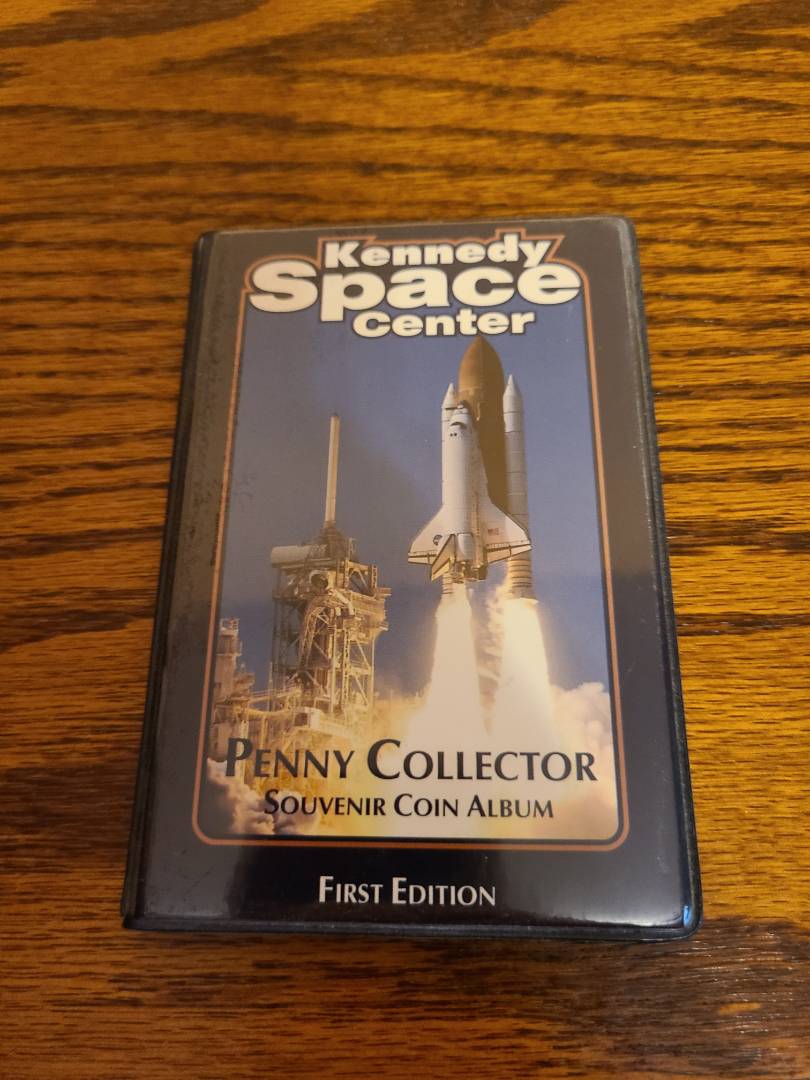 Kennedy
Space
Center
PENNY COLLECTOR
SOUVENIR COIN ALBUM
FIRST EDITION